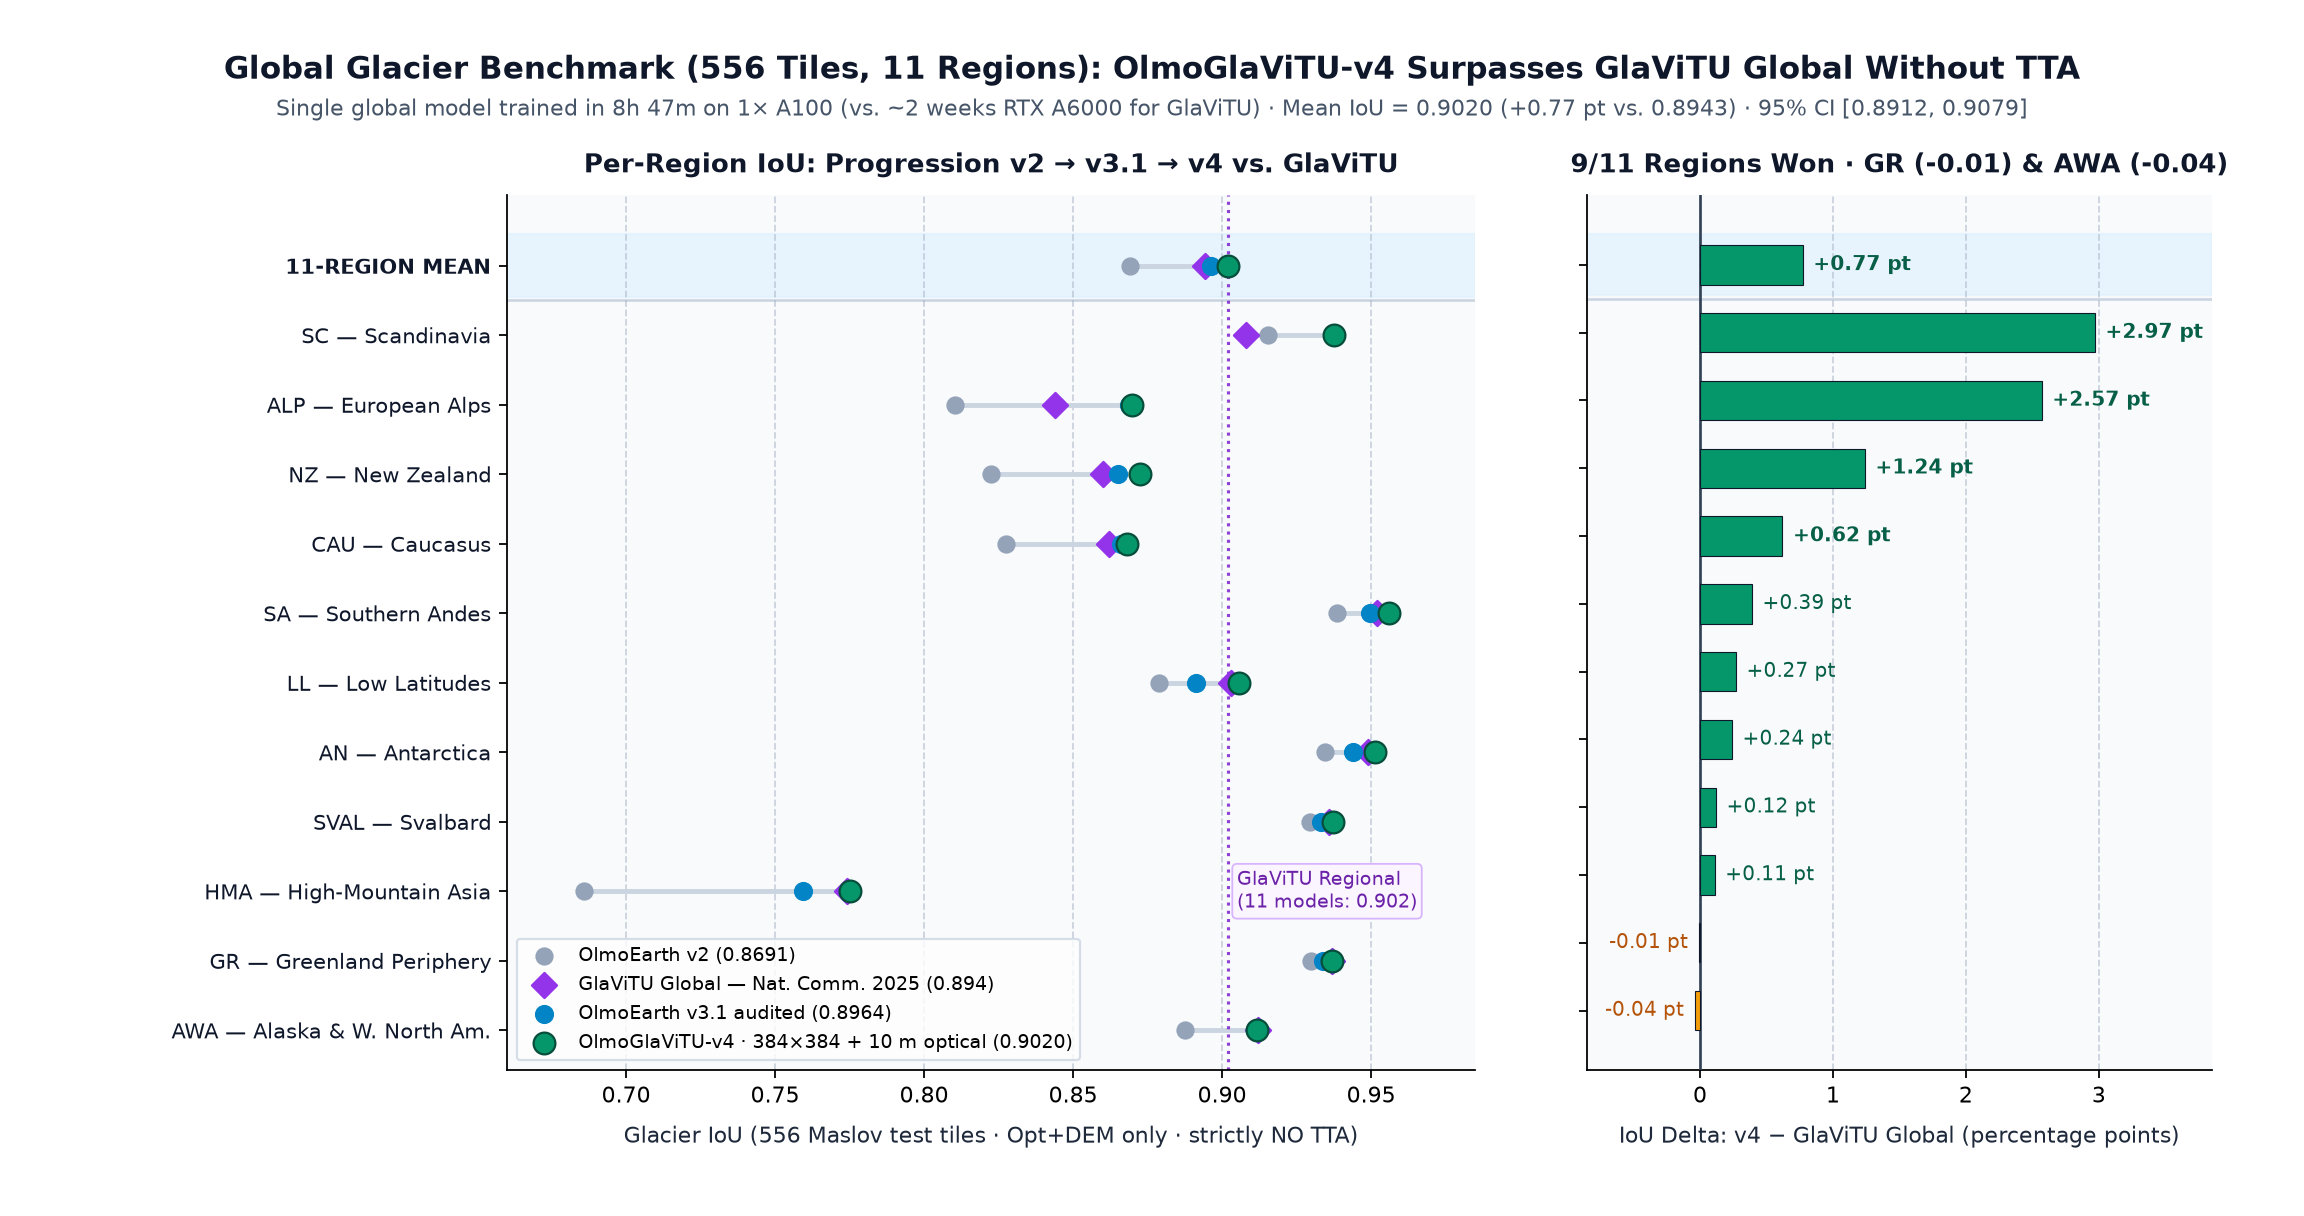 Global Glacier Benchmark (556 Tiles, 11 Regions): OlmoGlaViTU-v4 Surpasses GlaViTU Global Without TTA
Single global model trained in 8h 47m on 1× A100 (vs. ~2 weeks RTX A6000 for GlaViTU) · Mean IoU = 0.9020 (+0.77 pt vs. 0.8943) · 95% CI [0.8912, 0.9079]
Per-Region IoU: Progression v2 → v3.1 → v4 vs. GlaViTU
11-REGION MEAN
SC — Scandinavia
ALP — European Alps
NZ — New Zealand
CAU — Caucasus
SA — Southern Andes
LL — Low Latitudes
AN — Antarctica
SVAL — Svalbard
HMA — High-Mountain Asia
GR — Greenland Periphery
AWA — Alaska & W. North Am.
GlaViTU Regional
(11 models: 0.902)
OlmoEarth v2 (0.8691)
GlaViTU Global — Nat. Comm. 2025 (0.894)
OlmoEarth v3.1 audited (0.8964)
OlmoGlaViTU-v4 · 384×384 + 10 m optical (0.9020)
0.70 0.75 0.80 0.85 0.90 0.95
Glacier IoU (556 Maslov test tiles · Opt+DEM only · strictly NO TTA)
9/11 Regions Won · GR (-0.01) & AWA (-0.04)
+0.77 pt
+2.97 pt
+2.57 pt
+1.24 pt
+0.62 pt
+0.39 pt
+0.27 pt
+0.24 pt
+0.12 pt
+0.11 pt
-0.01 pt
-0.04 pt
0 1 2 3
IoU Delta: v4 − GlaViTU Global (percentage points)